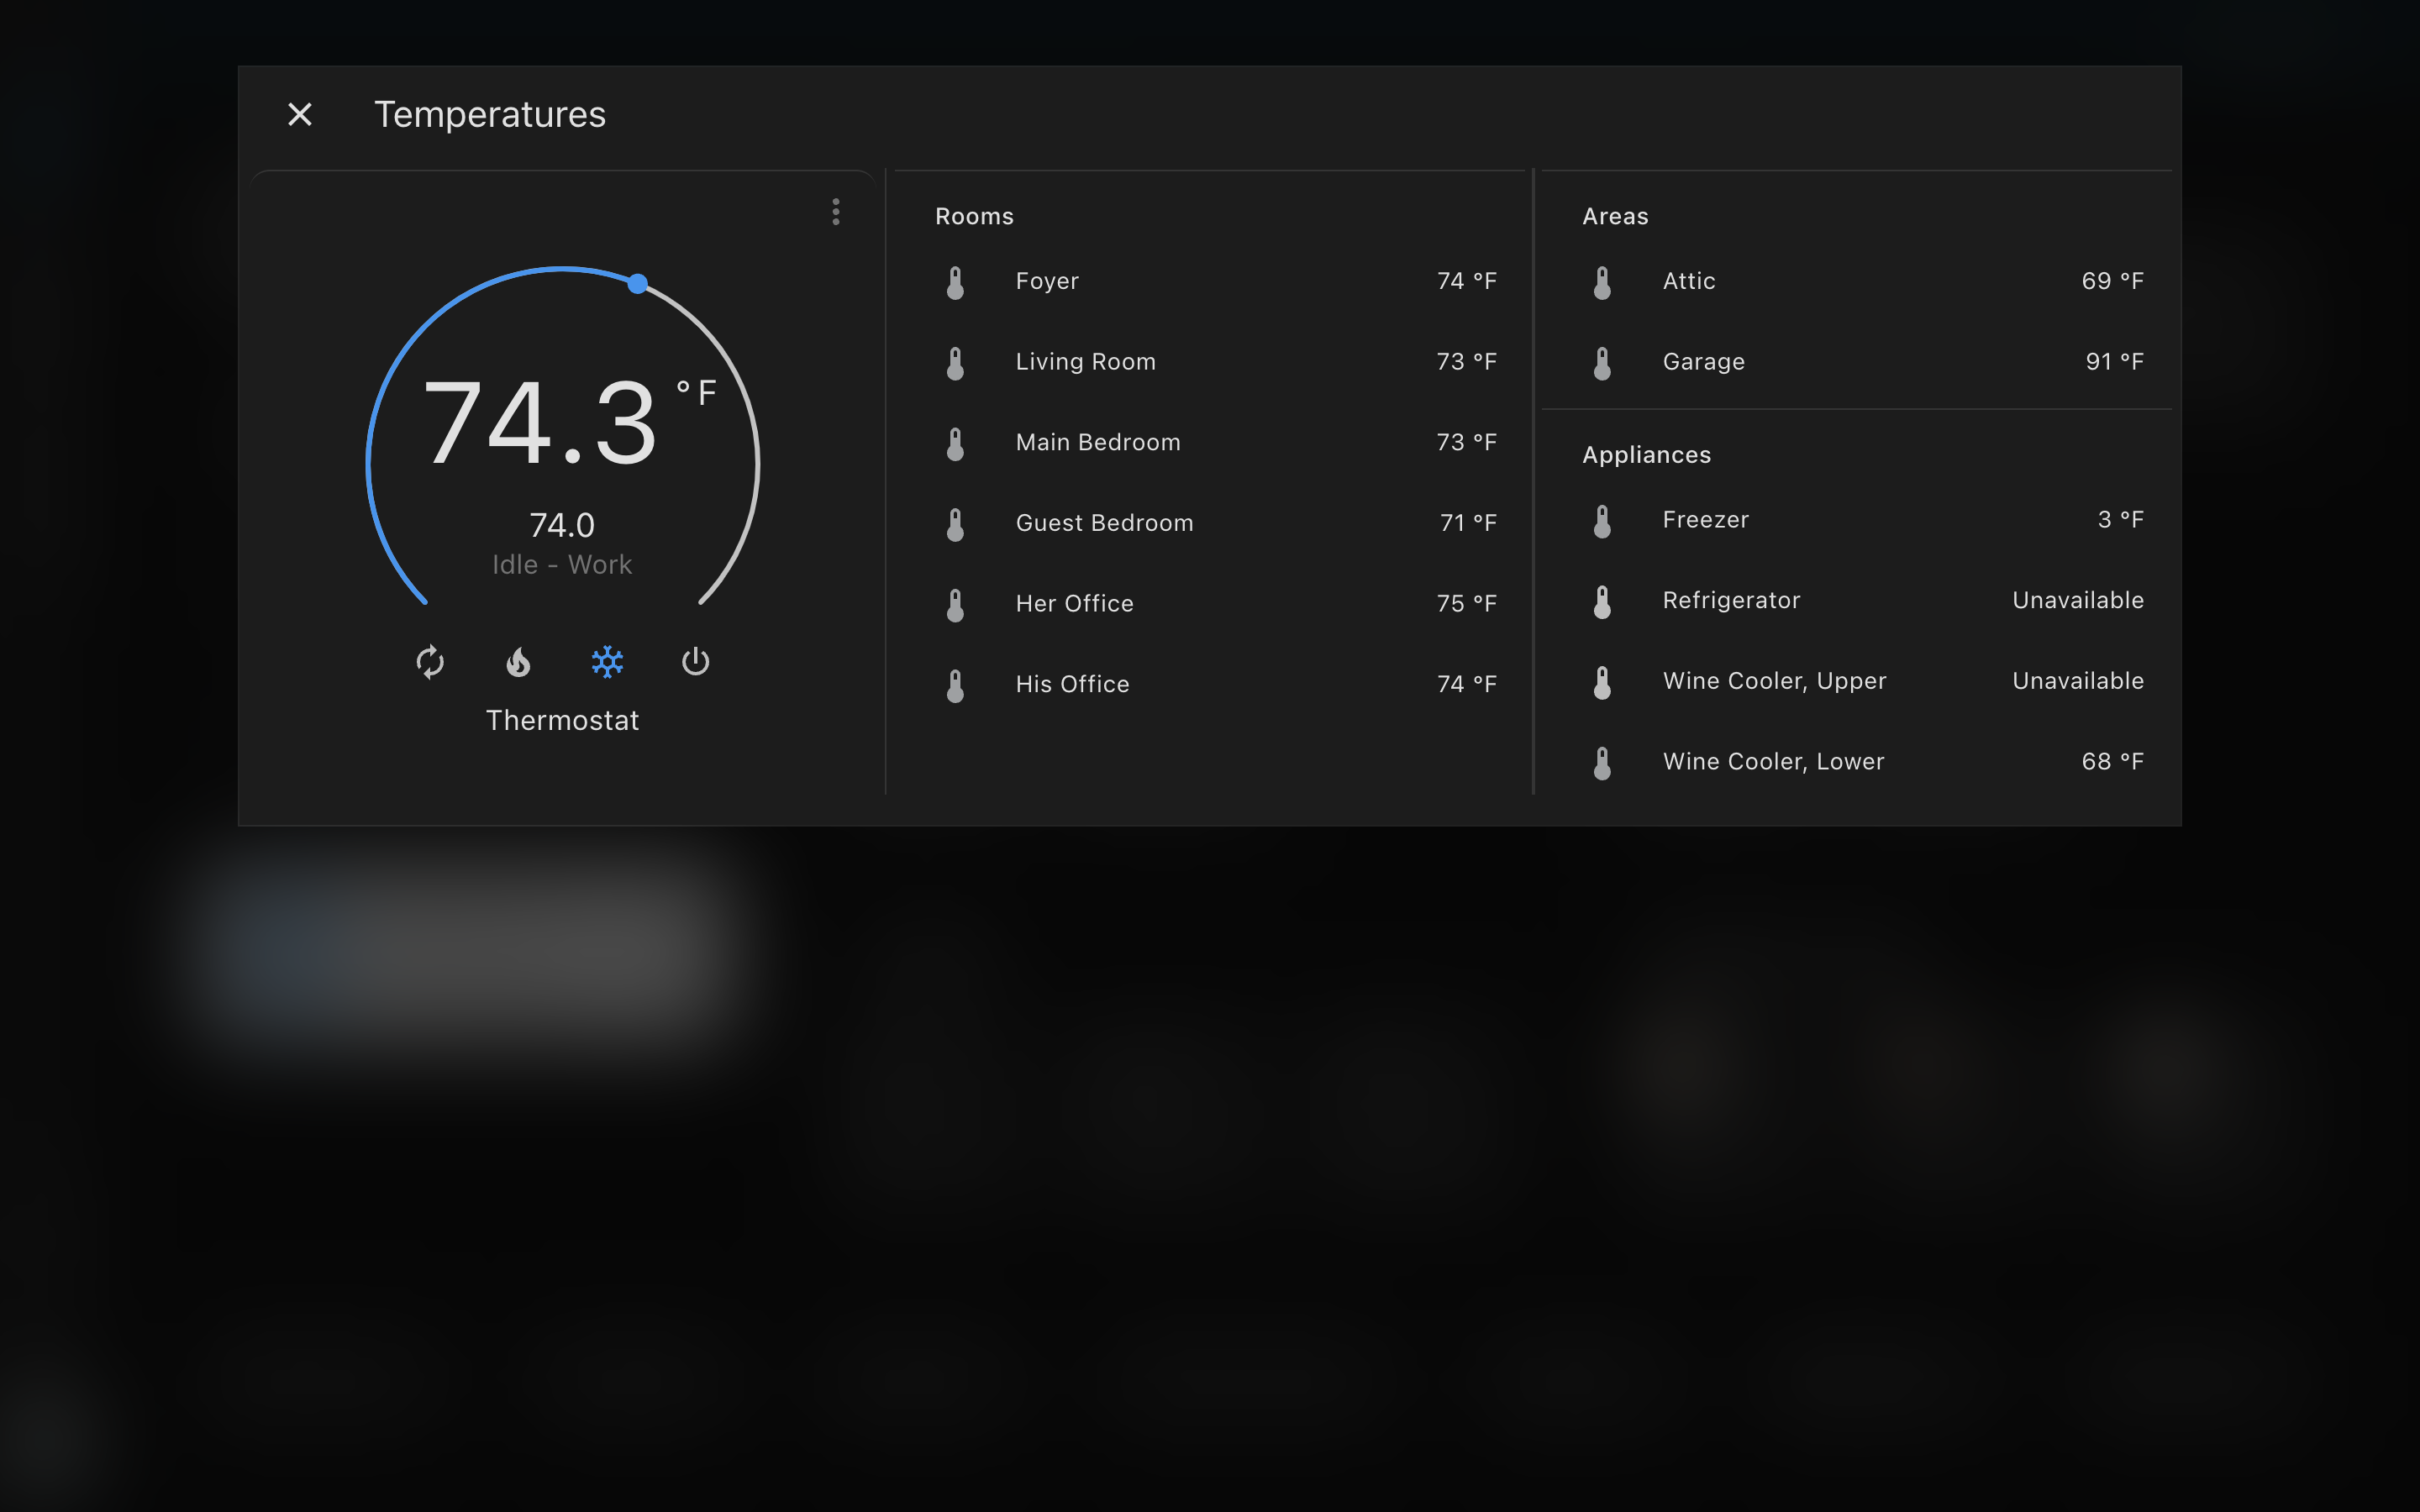 Temperatures
74.3 °F
74.0
Idle - Work
Thermostat
Rooms
Foyer 74 °F
Living Room 73 °F
Main Bedroom 73 °F
Guest Bedroom 71 °F
Her Office 75 °F
His Office 74 °F
Areas
Attic 69 °F
Garage 91 °F
Appliances
Freezer 3 °F
Refrigerator Unavailable
Wine Cooler, Upper Unavailable
Wine Cooler, Lower 68 °F